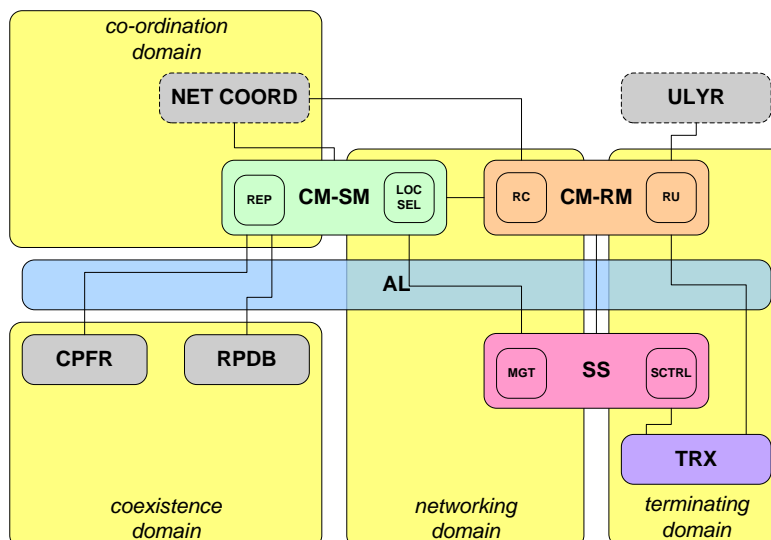 co-ordination
domain
NET COORD
ULYR
REP
CM-SM
LOC
SEL
RC
CM-RM
RU
AL
CPFR
RPDB
MGT
SS
SCTRL
TRX
coexistence
domain
networking
domain
terminating
domain